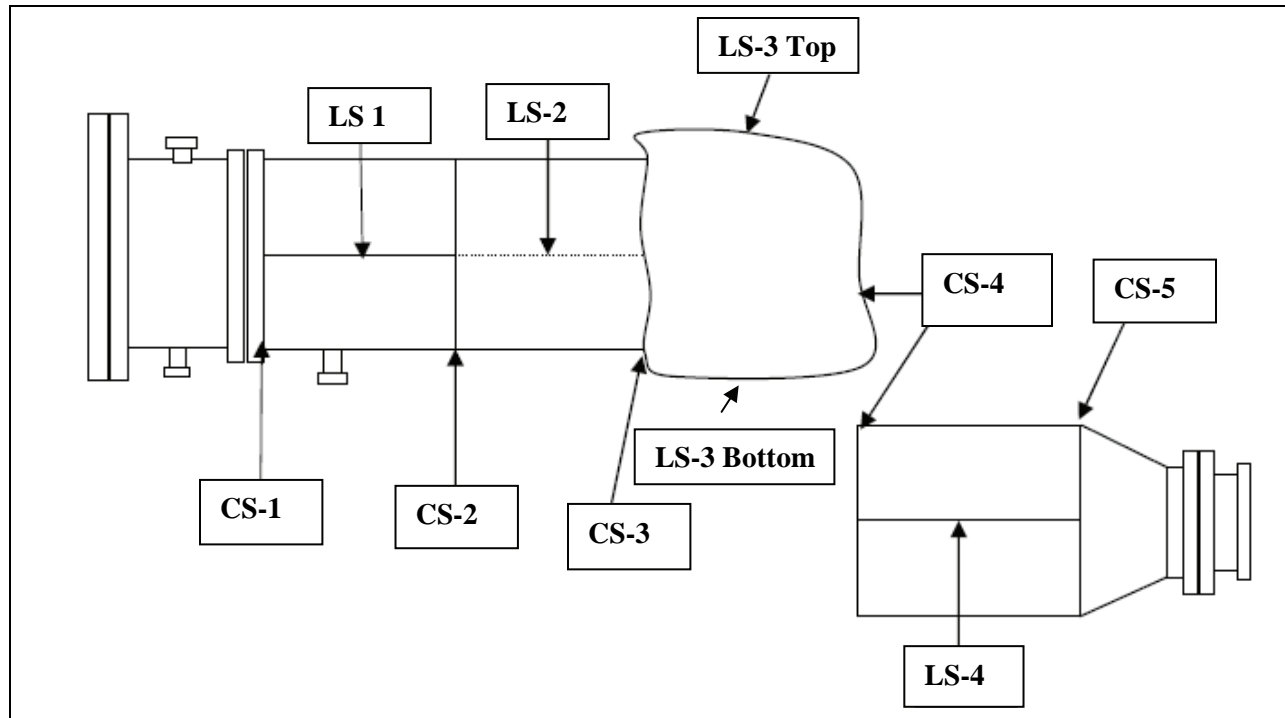 LS-3 Top
LS 1
LS-2
CS-4
CS-5
LS-3 Bottom
CS-1
CS-2
CS-3
LS-4